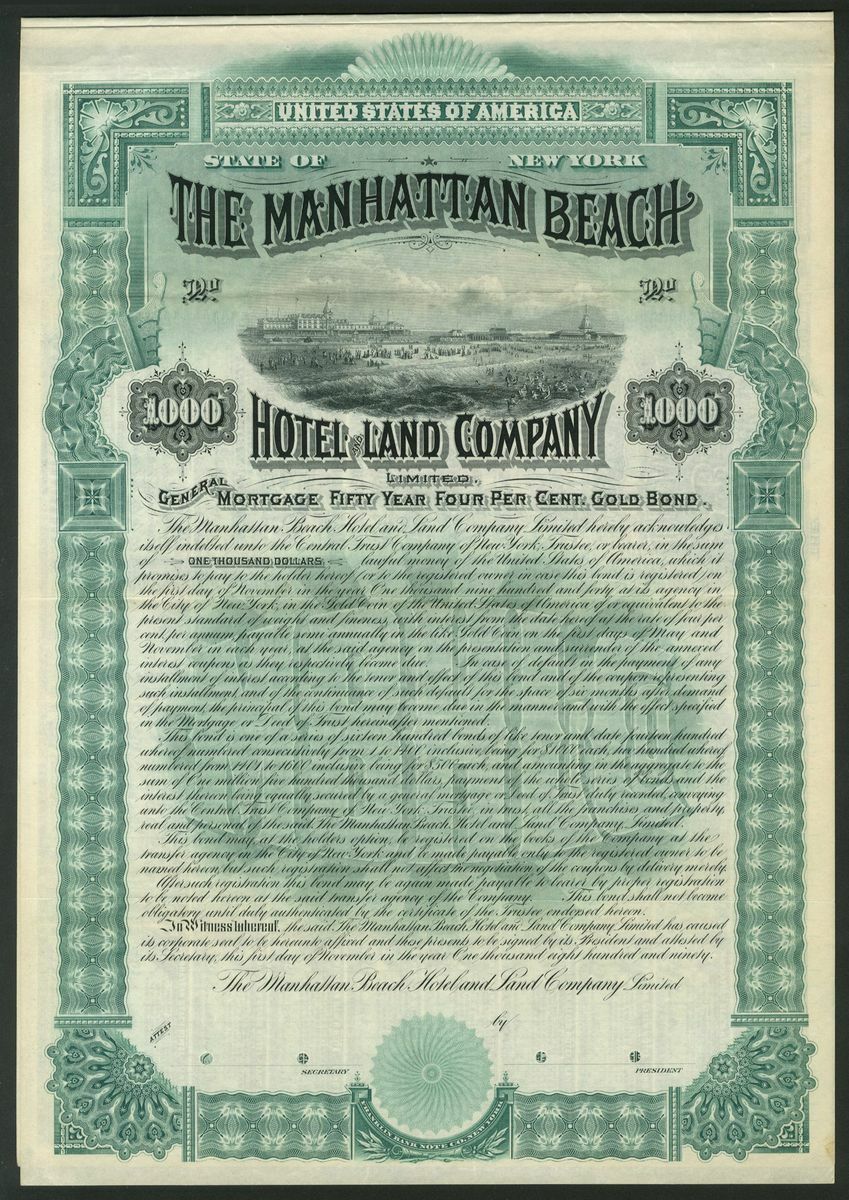 UNITED STATES OF AMERICA
STATE OF NEW YORK
THE MANHATTAN BEACH
No No
1000 1000
HOTEL AND LAND COMPANY
LIMITED.
GENERAL MORTGAGE FIFTY YEAR FOUR PER CENT. GOLD BOND.
The Manhattan Beach Hotel and Land Company Limited hereby acknowledges
itself indebted unto the Central Trust Company of New York, Trustee, or bearer, in the sum
of ONE THOUSAND DOLLARS lawful money of the United States of America, which it
promises to pay to the holder hereof (or to the registered owner in case this bond is registered) on
the first day of November in the year One thousand nine hundred and forty at its agency in
the City of New York, in the Gold Coin of the United States of America of or equivalent to the
present standard of weight and fineness, with interest from the date hereof at the rate of four per
cent. per annum, payable semi annually in the like Gold Coin on the first days of May and
November in each year at the said agency on the presentation and surrender of the annexed
interest coupons as they respectively become due. In case of default in the payment of any
installment of interest according to the tenor and effect of this bond and of the coupon representing
such installment, and of the continuance of such default for the space of six months after demand
of payment, the principal of this bond may become due in the manner and with the effect specified
in the Mortgage or Deed of Trust hereinafter mentioned.
This bond is one of a series of sixteen hundred bonds of like tenor and date fourteen hundred
whereof numbered consecutively from 1 to 1400 inclusive being for $1000 each, two hundred whereof
numbered from 1401 to 1600 inclusive being for $500 each, and amounting in the aggregate to the
sum of One million five hundred thousand dollars, payment of the whole series of bonds and the
interest thereon being equally secured by a general mortgage or deed of trust duly recorded, conveying
unto the Central Trust Company of New York, Trustee, in trust, all the franchises and property,
real and personal of the said The Manhattan Beach Hotel and Land Company, Limited.
This bond may at the holders option, be registered on the books of the Company at the
transfer agency in the City of New York and be made payable only to the registered owner to be
named hereon, but such registration shall not affect the negotiation of the coupons by delivery merely.
After such registration this bond may be again made payable to bearer by proper registration
to be noted hereon at the said transfer agency of the Company. This bond shall not become
obligatory until duly authenticated by the certificate of the Trustee endorsed hereon.
In Witness whereof, the said The Manhattan Beach Hotel and Land Company Limited has caused
its corporate seal to be hereunto affixed and these presents to be signed by its President and attested by
its Secretary, this first day of November in the year One thousand eight hundred and ninety.
The Manhattan Beach Hotel and Land Company Limited
by
ATTEST
SECRETARY PRESIDENT
FRANKLIN BANK NOTE CO. NEW YORK